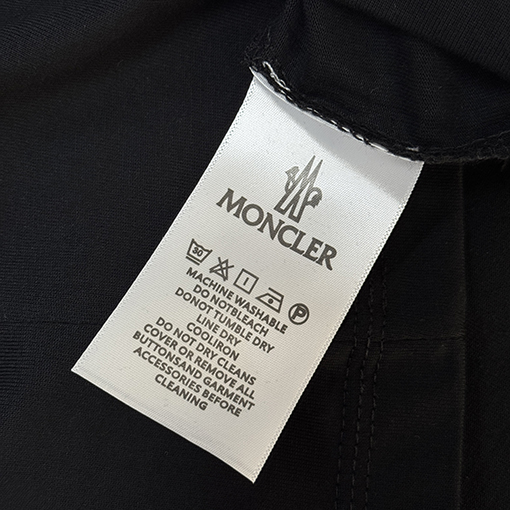 MONCLER
30 P
MACHINE WASHABLE
DO NOTBLEACH
DONOT TUMBLE DRY
LINE DRY
COOLIRON
DO NOT DRY CLEANS
COVER OR REMOVE ALL
BUTTONSAND GARMENT
ACCESSORIES BEFORE
CLEANING